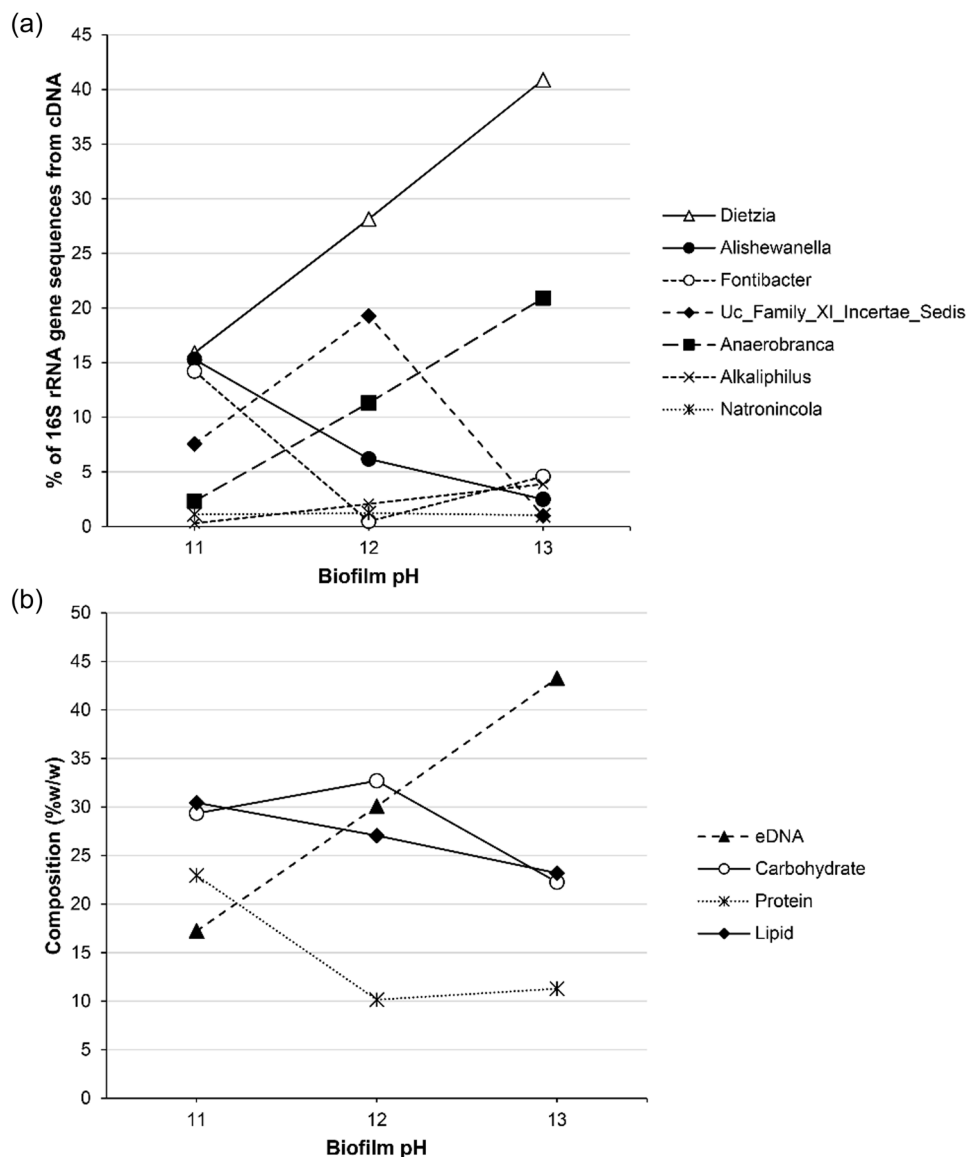 (a)
45
40
35
30
25
20
15
10
5
0
% of 16S rRNA gene sequences from cDNA
11 12 13
Biofilm pH
Dietzia
Alishewanella
Fontibacter
Uc_Family_XI_Incertae_Sedis
Anaerobranca
Alkaliphilus
Natronincola
(b)
50
45
40
35
30
25
20
15
10
5
0
Composition (%w/w)
11 12 13
Biofilm pH
eDNA
Carbohydrate
Protein
Lipid